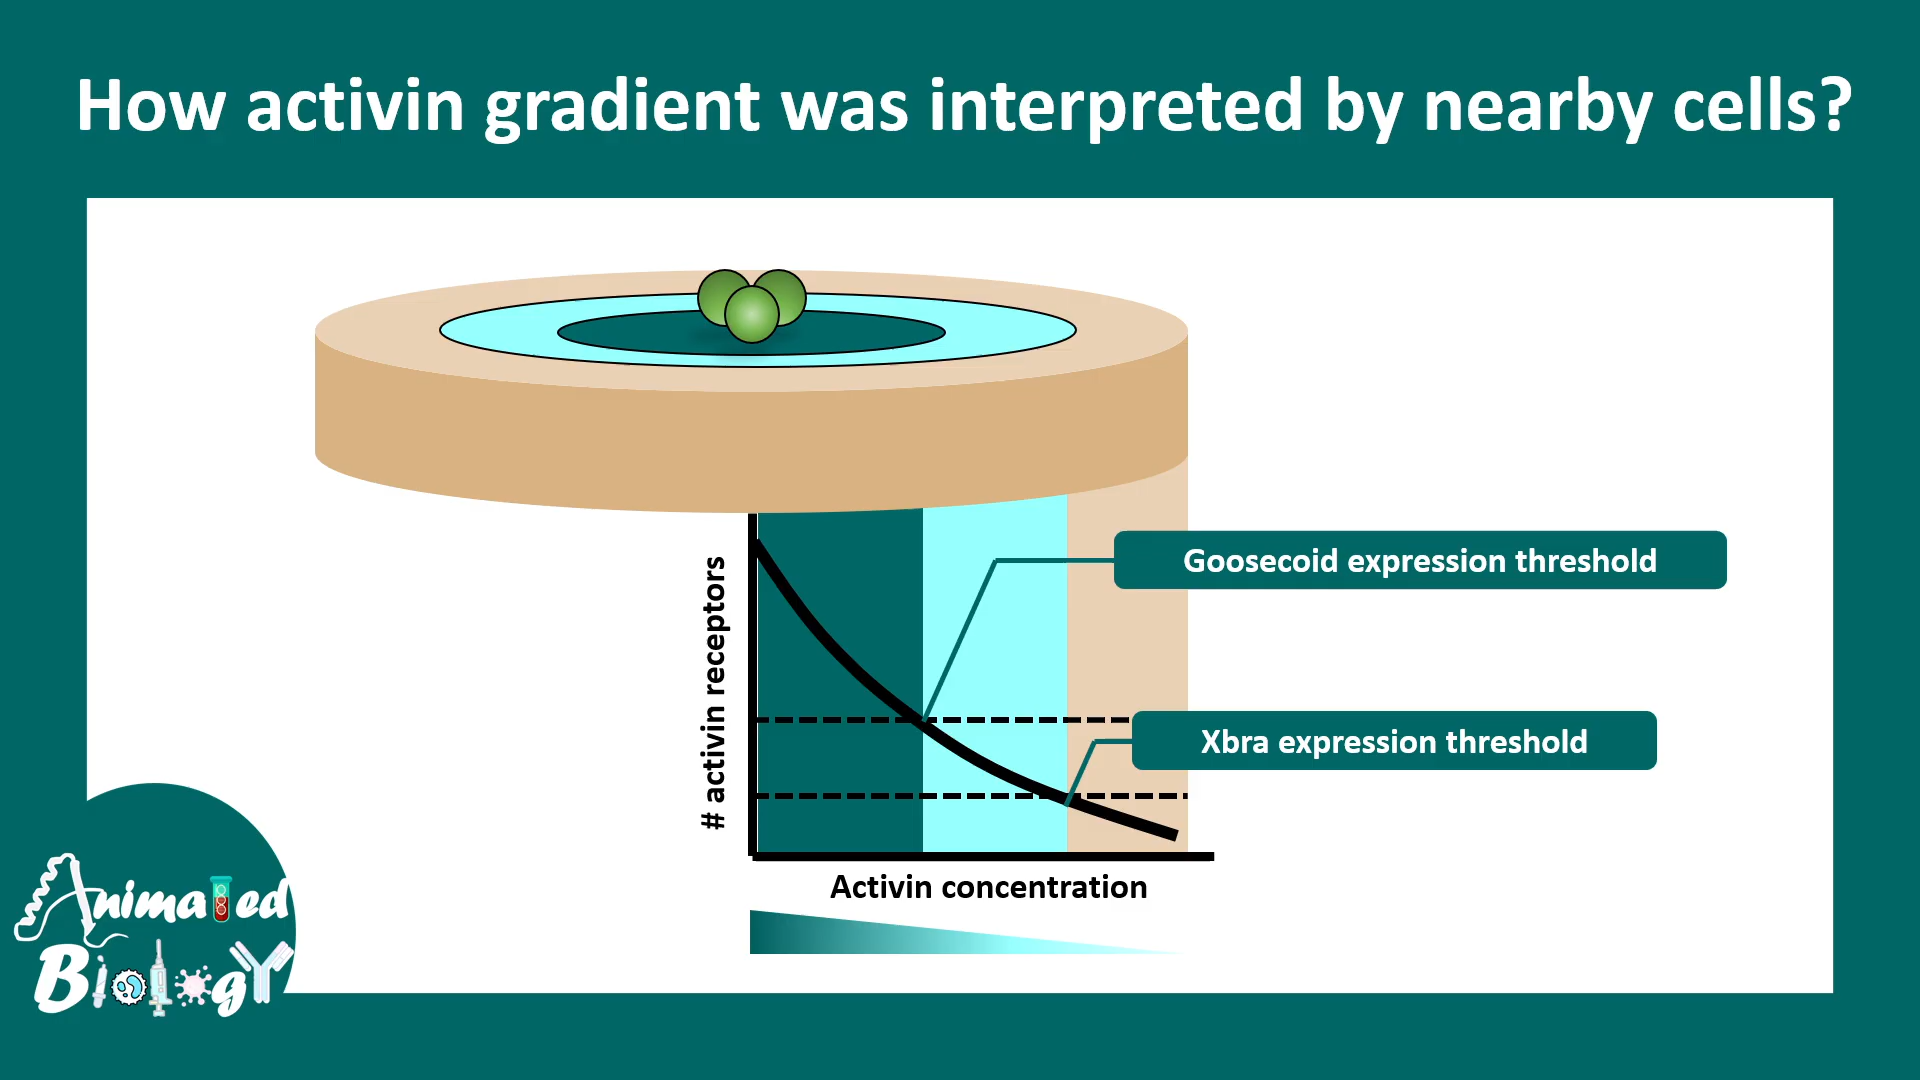 How activin gradient was interpreted by nearby cells?
Goosecoid expression threshold
# activin receptors
Xbra expression threshold
Activin concentration
Animated
Biology